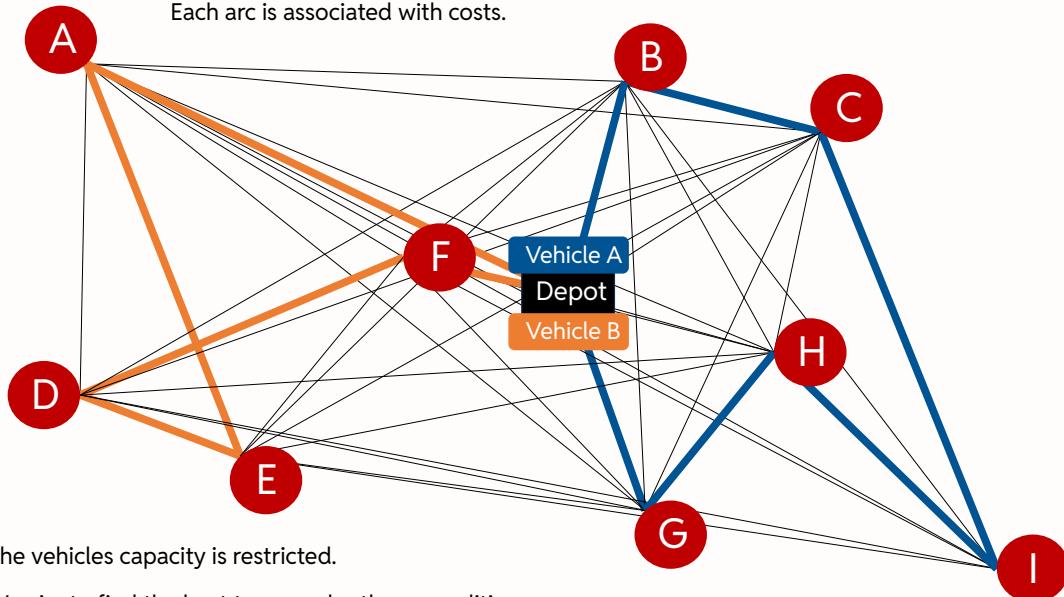 Each arc is associated with costs.
A
B
C
Vehicle A
F
Depot
Vehicle B
H
D
E
G
I
he vehicles capacity is restricted.